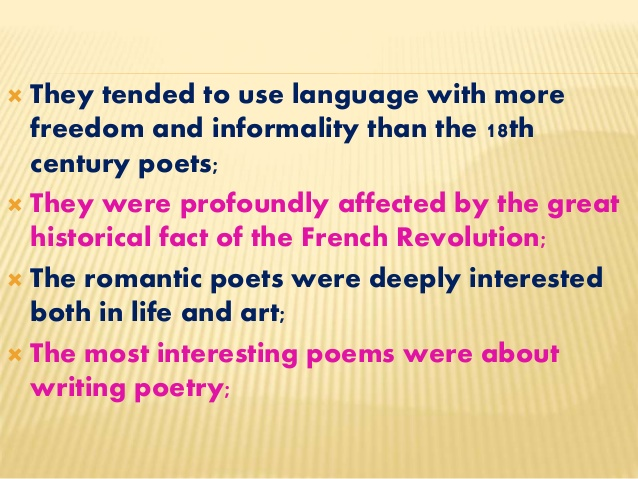 They tended to use language with more
freedom and informality than the 18th
century poets;
They were profoundly affected by the great
historical fact of the French Revolution;
The romantic poets were deeply interested
both in life and art;
The most interesting poems were about
writing poetry;